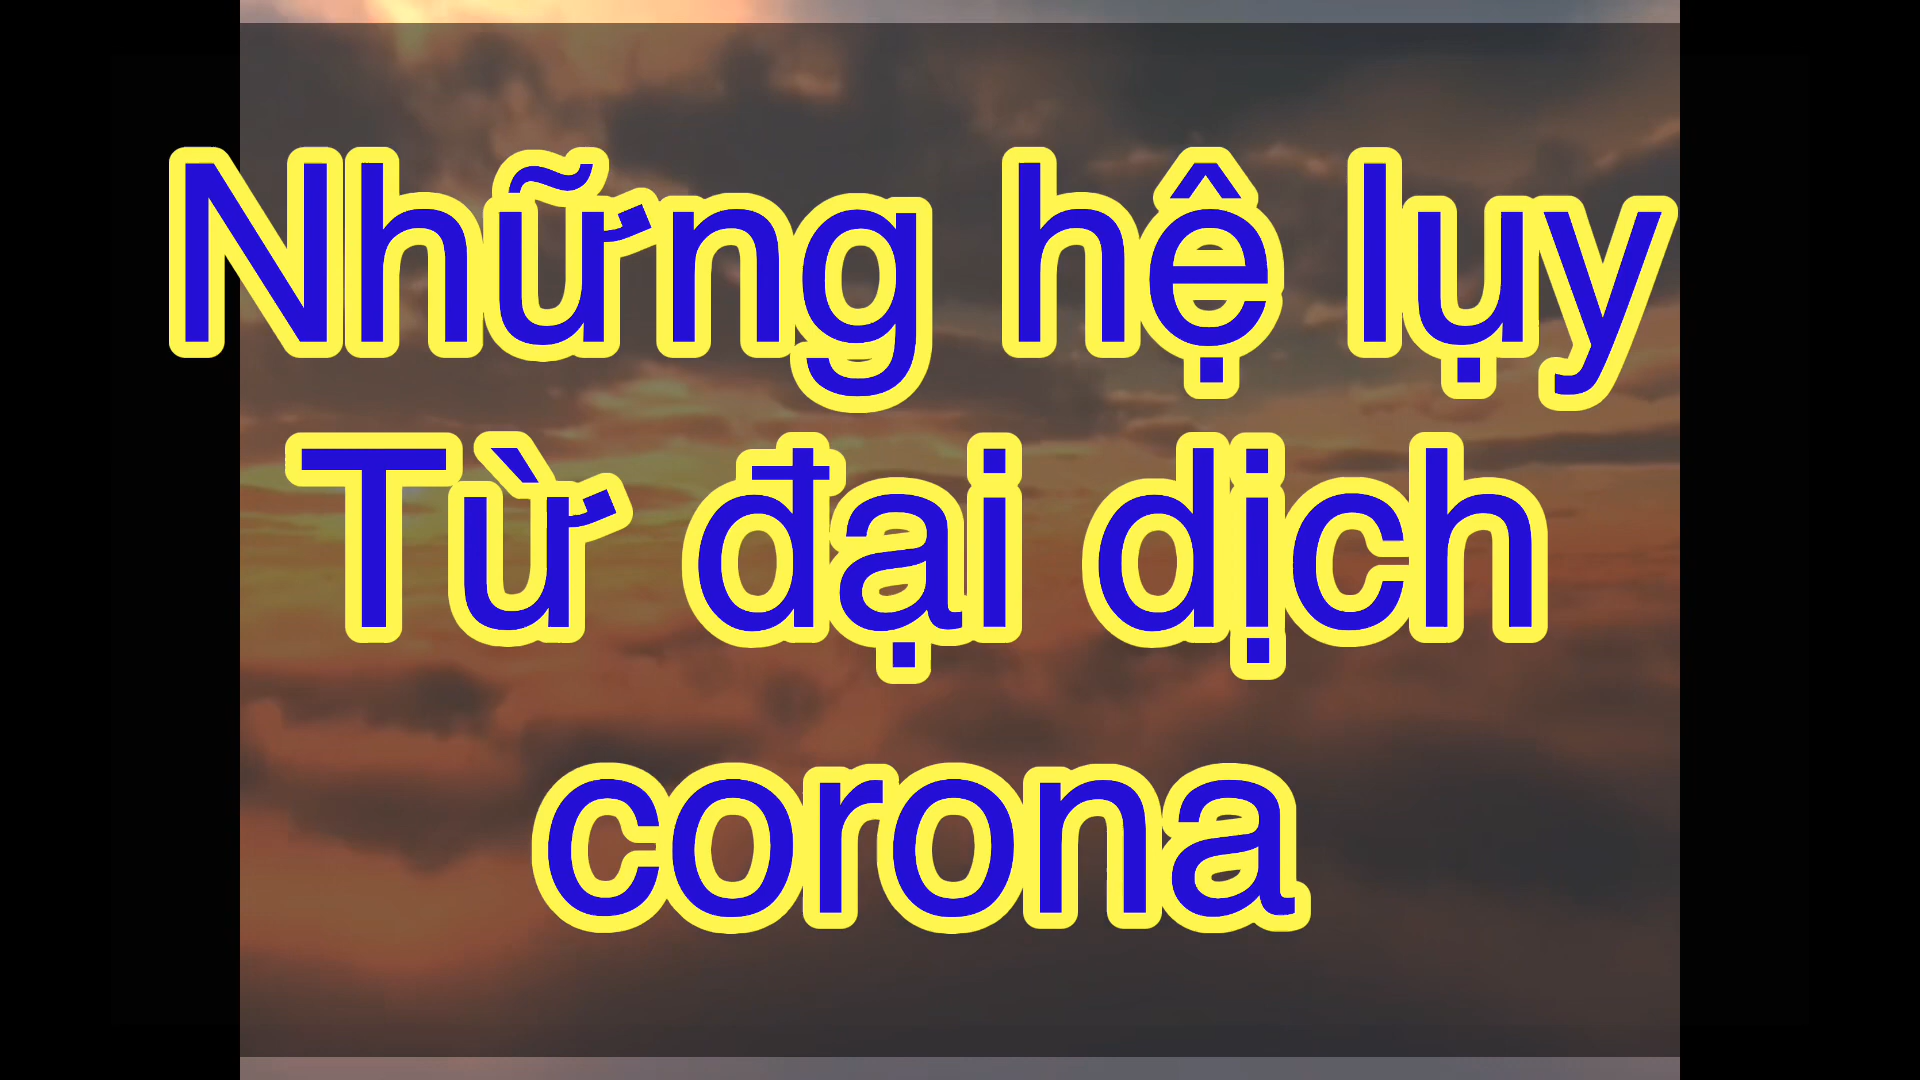 Những hệ lụy
Từ đại dịch
corona